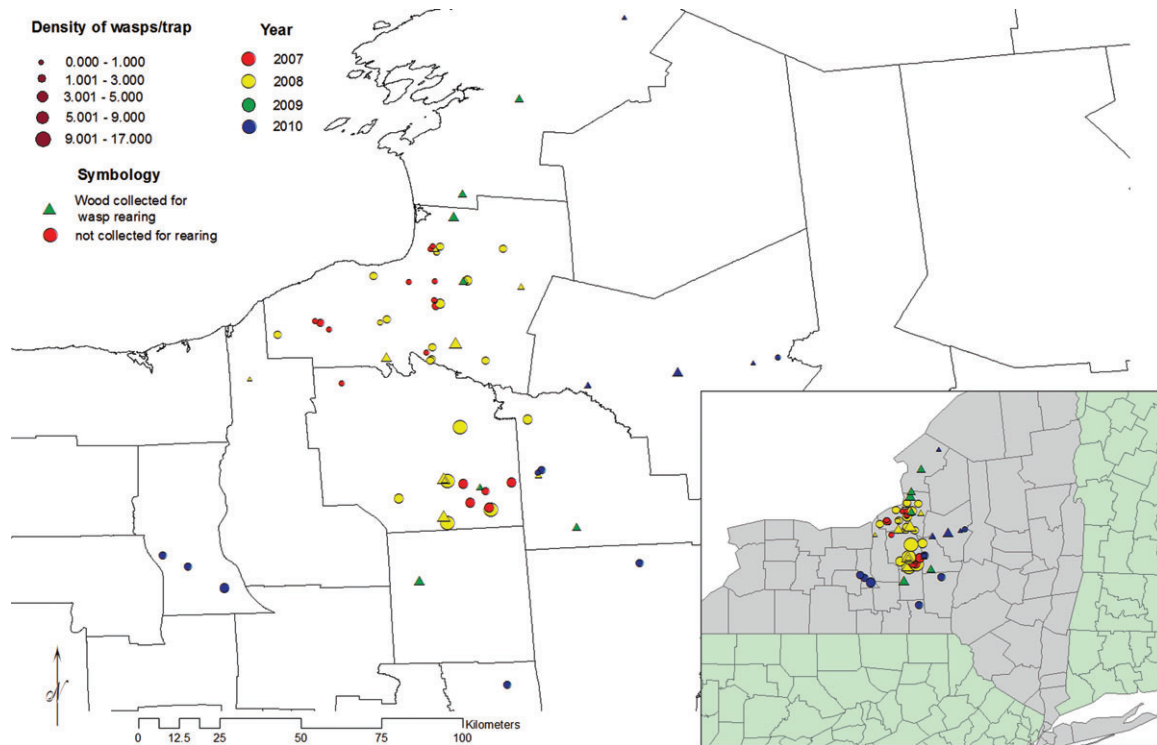 Density of wasps/trap
0.000 - 1.000
1.001 - 3.000
3.001 - 5.000
5.001 - 9.000
9.001 - 17.000
Year
2007
2008
2009
2010
Symbology
Wood collected for
wasp rearing
not collected for rearing
N
Kilometers
0 12.5 25 50 75 100